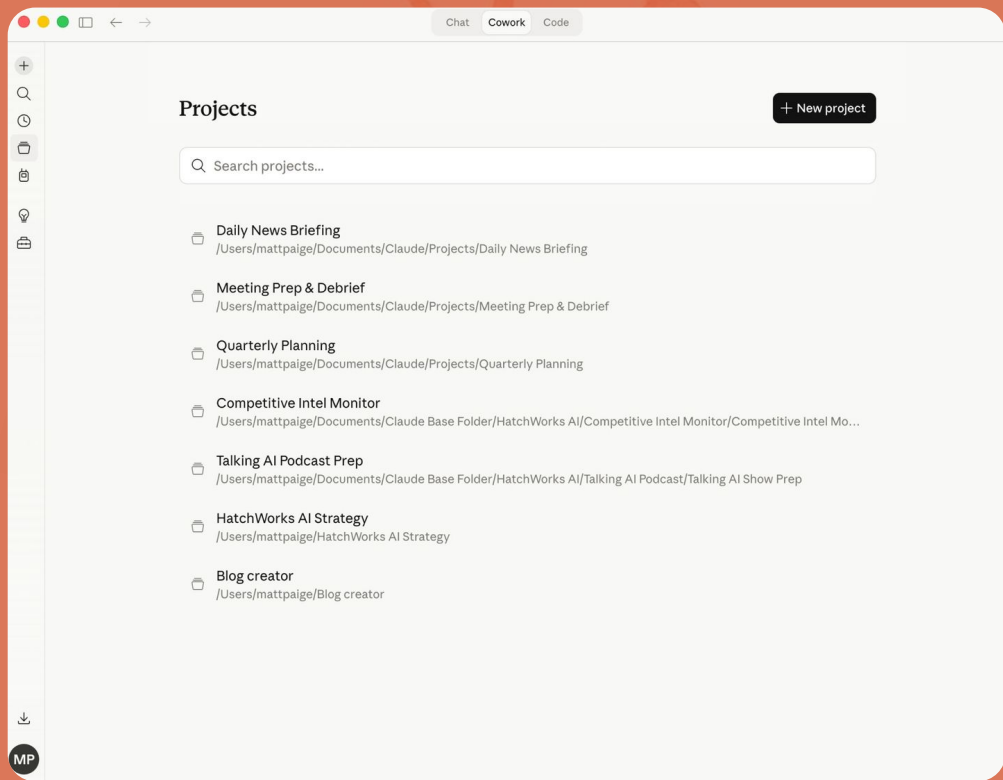 Chat Cowork Code
Projects
+ New project
Search projects...
Daily News Briefing
/Users/mattpaige/Documents/Claude/Projects/Daily News Briefing
Meeting Prep & Debrief
/Users/mattpaige/Documents/Claude/Projects/Meeting Prep & Debrief
Quarterly Planning
/Users/mattpaige/Documents/Claude/Projects/Quarterly Planning
Competitive Intel Monitor
/Users/mattpaige/Documents/Claude Base Folder/HatchWorks AI/Competitive Intel Monitor/Competitive Intel Mo...
Talking AI Podcast Prep
/Users/mattpaige/Documents/Claude Base Folder/HatchWorks AI/Talking AI Podcast/Talking AI Show Prep
HatchWorks AI Strategy
/Users/mattpaige/HatchWorks AI Strategy
Blog creator
/Users/mattpaige/Blog creator
MP